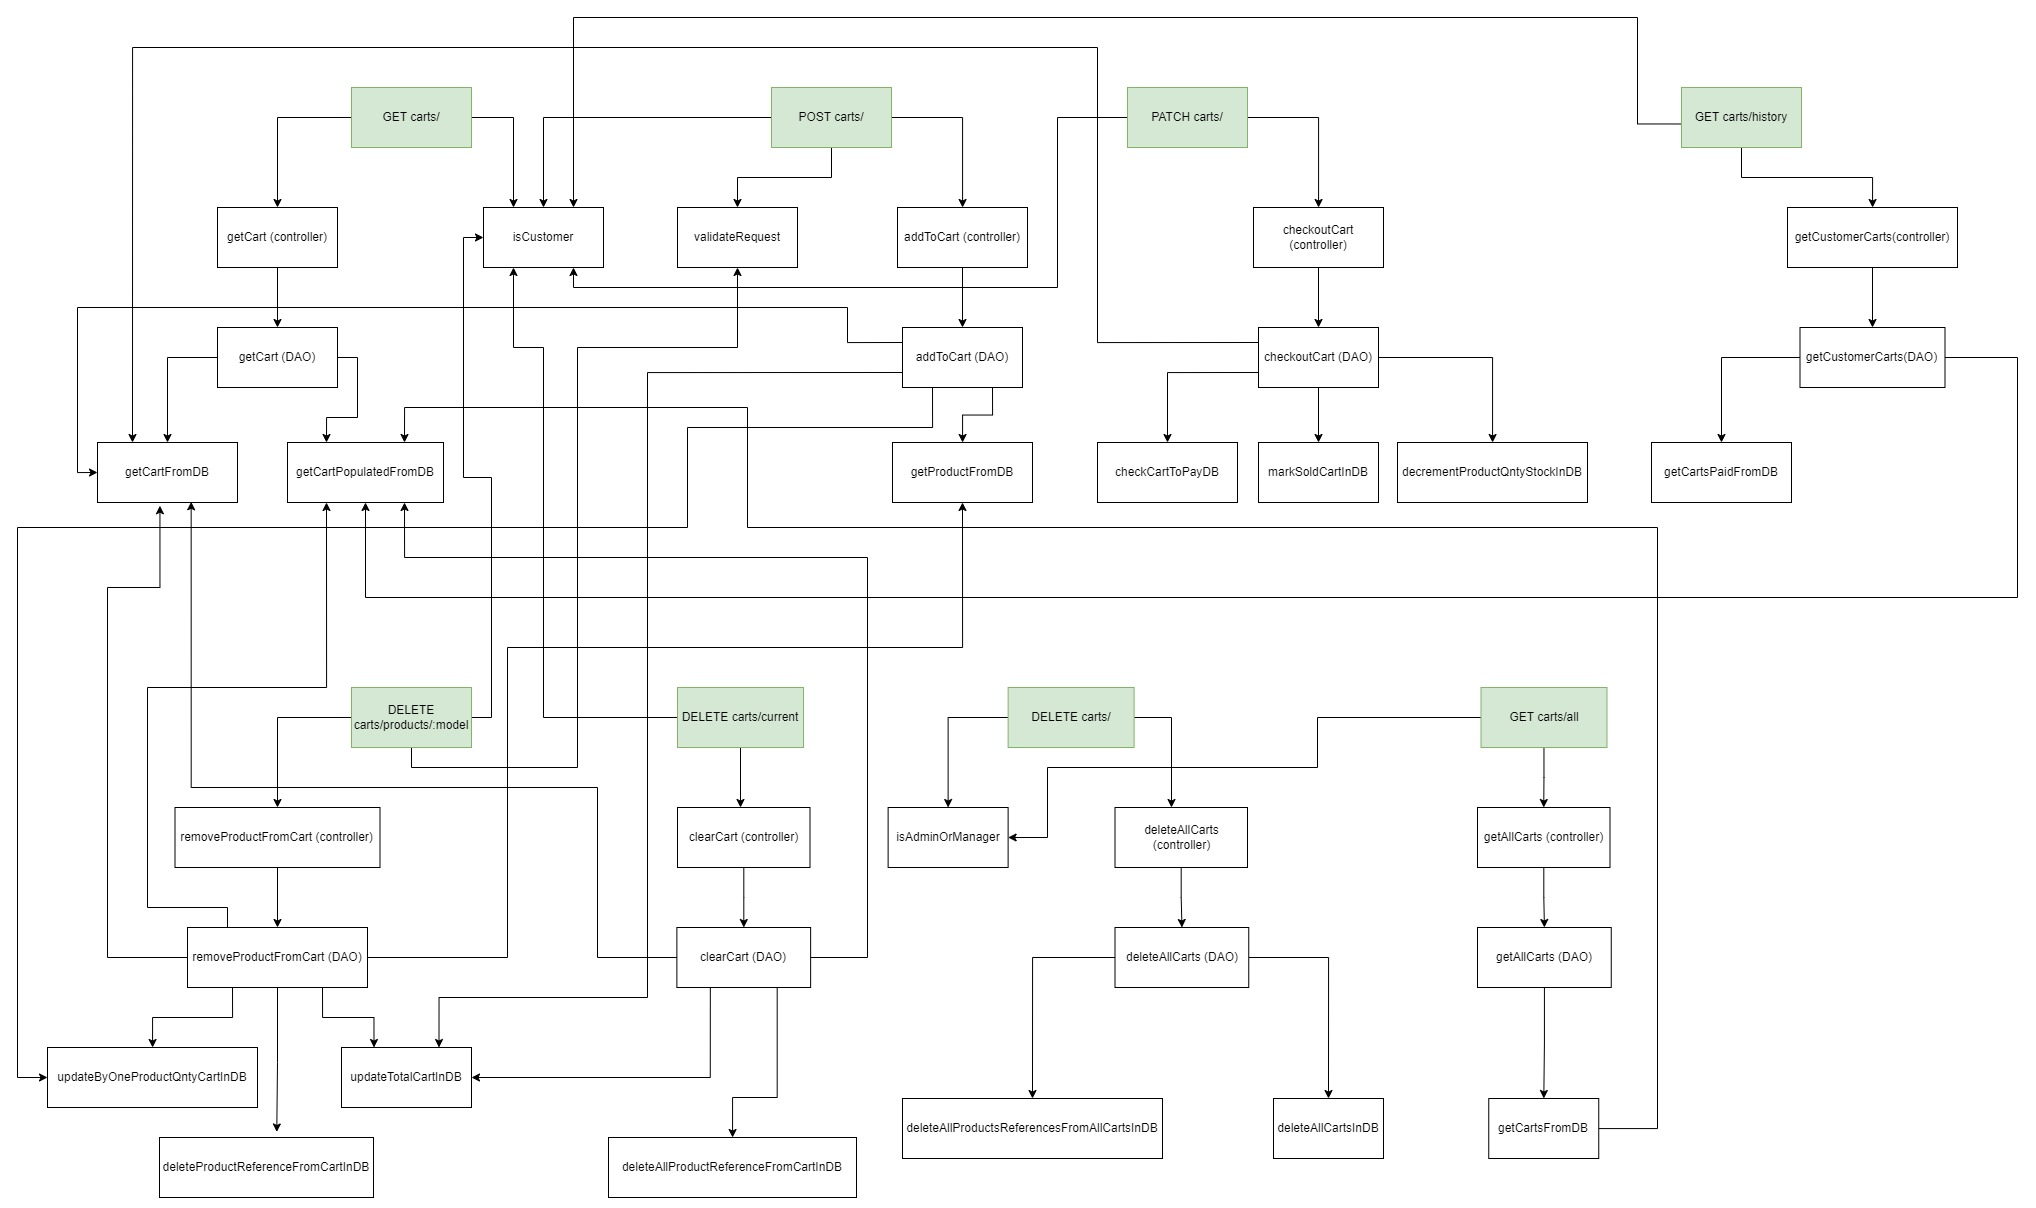 GET carts/
POST carts/
PATCH carts/
GET carts/history
getCart (controller)
isCustomer
validateRequest
addToCart (controller)
checkoutCart
(controller)
getCustomerCarts(controller)
getCart (DAO)
addToCart (DAO)
checkoutCart (DAO)
getCustomerCarts(DAO)
getCartFromDB
getCartPopulatedFromDB
getProductFromDB
checkCartToPayDB
markSoldCartInDB
decrementProductQntyStockInDB
getCartsPaidFromDB
DELETE
carts/products/:model
DELETE carts/current
DELETE carts/
GET carts/all
removeProductFromCart (controller)
clearCart (controller)
isAdminOrManager
deleteAllCarts
(controller)
getAllCarts (controller)
removeProductFromCart (DAO)
clearCart (DAO)
deleteAllCarts (DAO)
getAllCarts (DAO)
updateByOneProductQntyCartInDB
updateTotalCartInDB
deleteAllProductsReferencesFromAllCartsInDB
deleteAllCartsInDB
getCartsFromDB
deleteProductReferenceFromCartInDB
deleteAllProductReferenceFromCartInDB